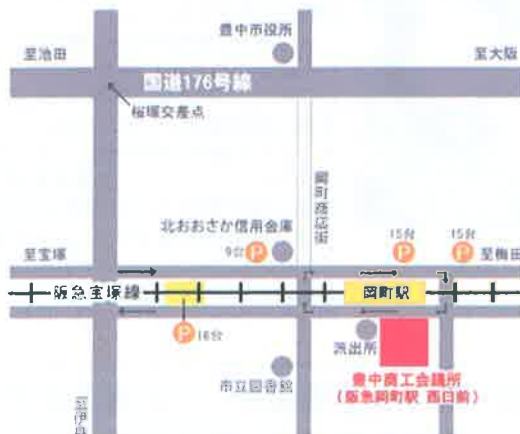 豊中市役所
至池田
至大阪
国道176号線
桜塚交差点
岡町商店街
北おおさか信用金庫
9台 P
15台
P
15台
P
至宝塚
至梅田
阪急宝塚線
岡町駅
P 16台
派出所
市立図書館
豊中商工会議所
(阪急岡町駅 西口前)
至伊丹